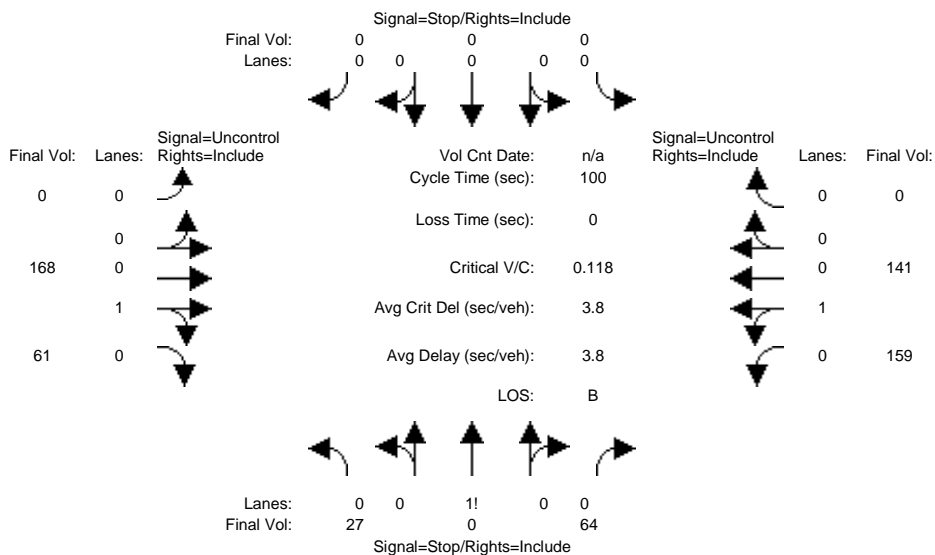 Signal=Stop/Rights=Include
Final Vol: 0 0 0
Lanes: 0 0 0 0 0
Signal=Uncontrol Signal=Uncontrol
Final Vol: Lanes: Rights=Include Vol Cnt Date: n/a Rights=Include Lanes: Final Vol:
Cycle Time (sec): 100
0 0 0 0
Loss Time (sec): 0
0 0
168 0 Critical V/C: 0.118 0 141
1 Avg Crit Del (sec/veh): 3.8 1
61 0 Avg Delay (sec/veh): 3.8 0 159
LOS: B
Lanes: 0 0 1! 0 0
Final Vol: 27 0 64
Signal=Stop/Rights=Include